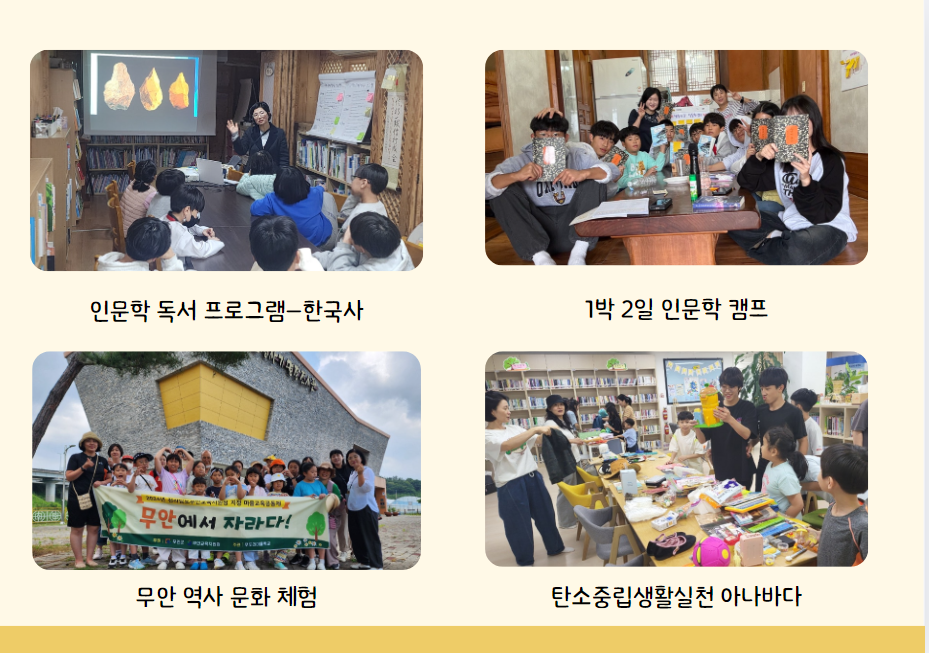 인문학 독서 프로그램-한국사
1박 2일 인문학 캠프
무안에서 자라다!
무안 역사 문화 체험
탄소중립생활실천 아나바다